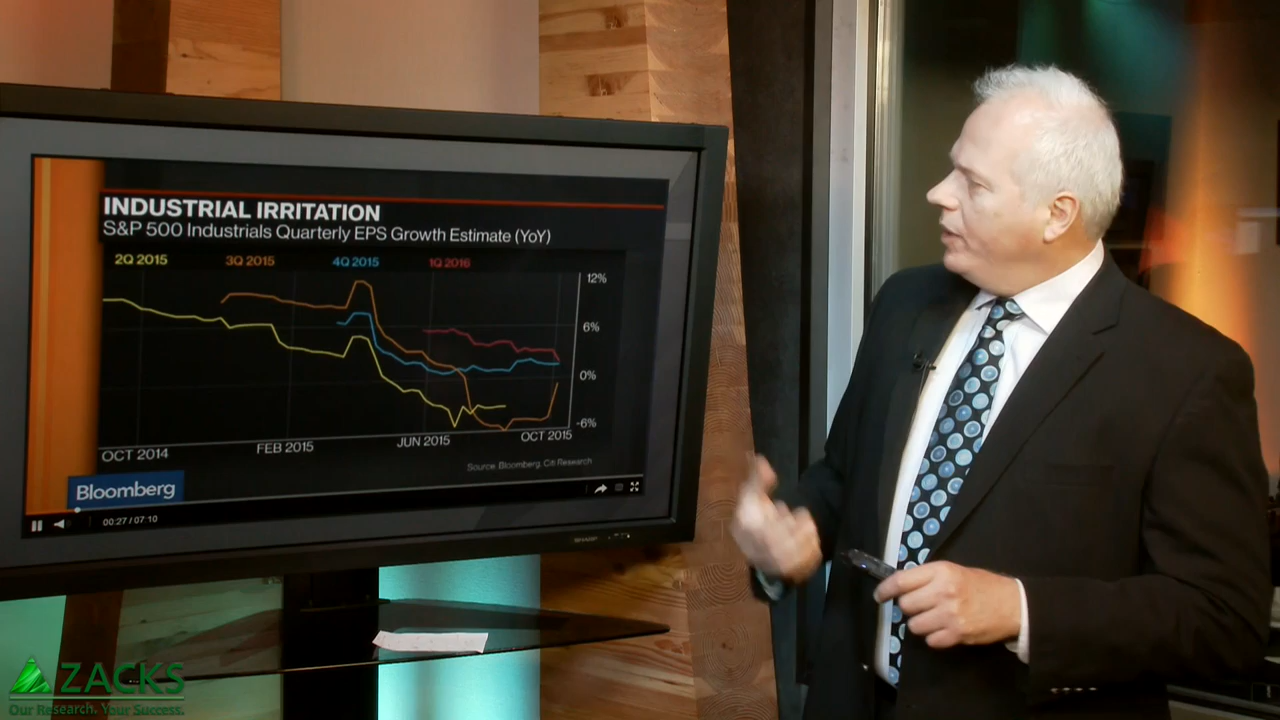 INDUSTRIAL IRRITATION
S&P 500 Industrials Quarterly EPS Growth Estimate (YoY)
2Q 2015 3Q 2015 4Q 2015 1Q 2016
12%
6%
0%
-6%
OCT 2014 FEB 2015 JUN 2015 OCT 2015
Source: Bloomberg, Citi Research
Bloomberg
00:27 / 07:10
SHARP
ZACKS
Our Research. Your Success.